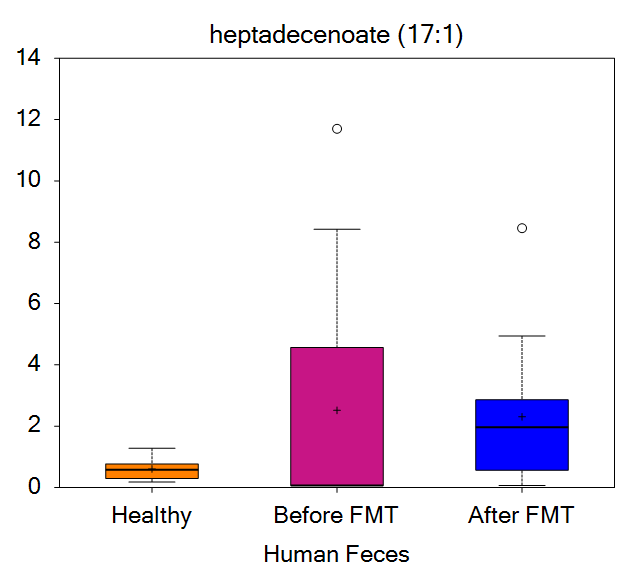 heptadecenoate (17:1)
14
12
10
8
6
4
2
0
Healthy Before FMT After FMT
Human Feces